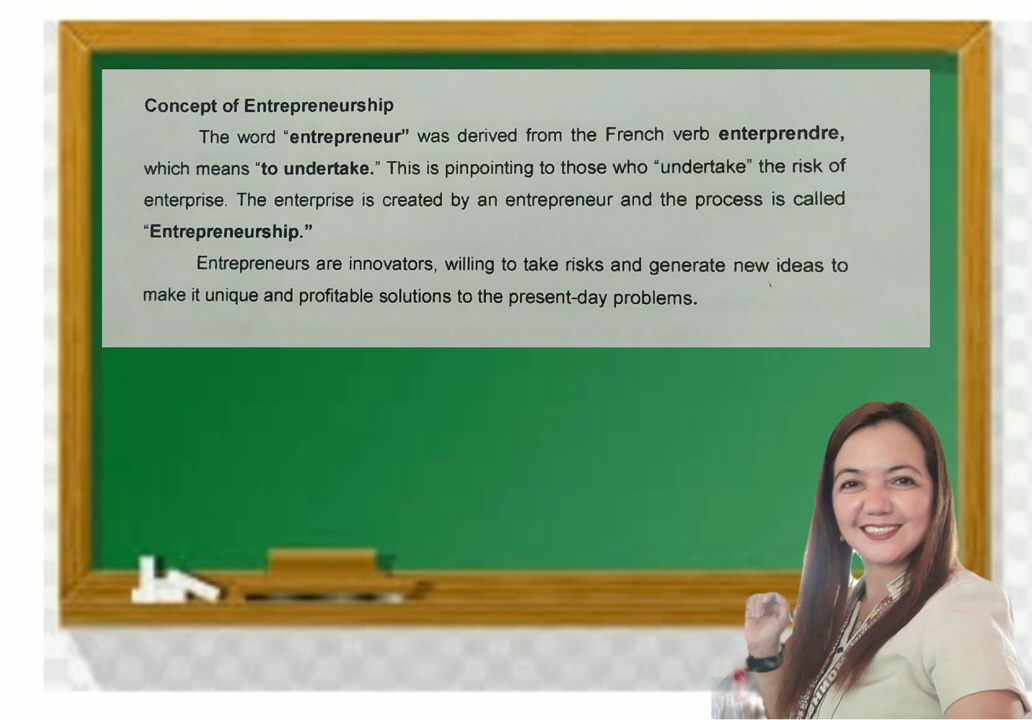 Concept of Entrepreneurship
The word “entrepreneur” was derived from the French verb enterprendre,
which means “to undertake.” This is pinpointing to those who “undertake” the risk of
enterprise. The enterprise is created by an entrepreneur and the process is called
“Entrepreneurship.”
Entrepreneurs are innovators, willing to take risks and generate new ideas to
make it unique and profitable solutions to the present-day problems.